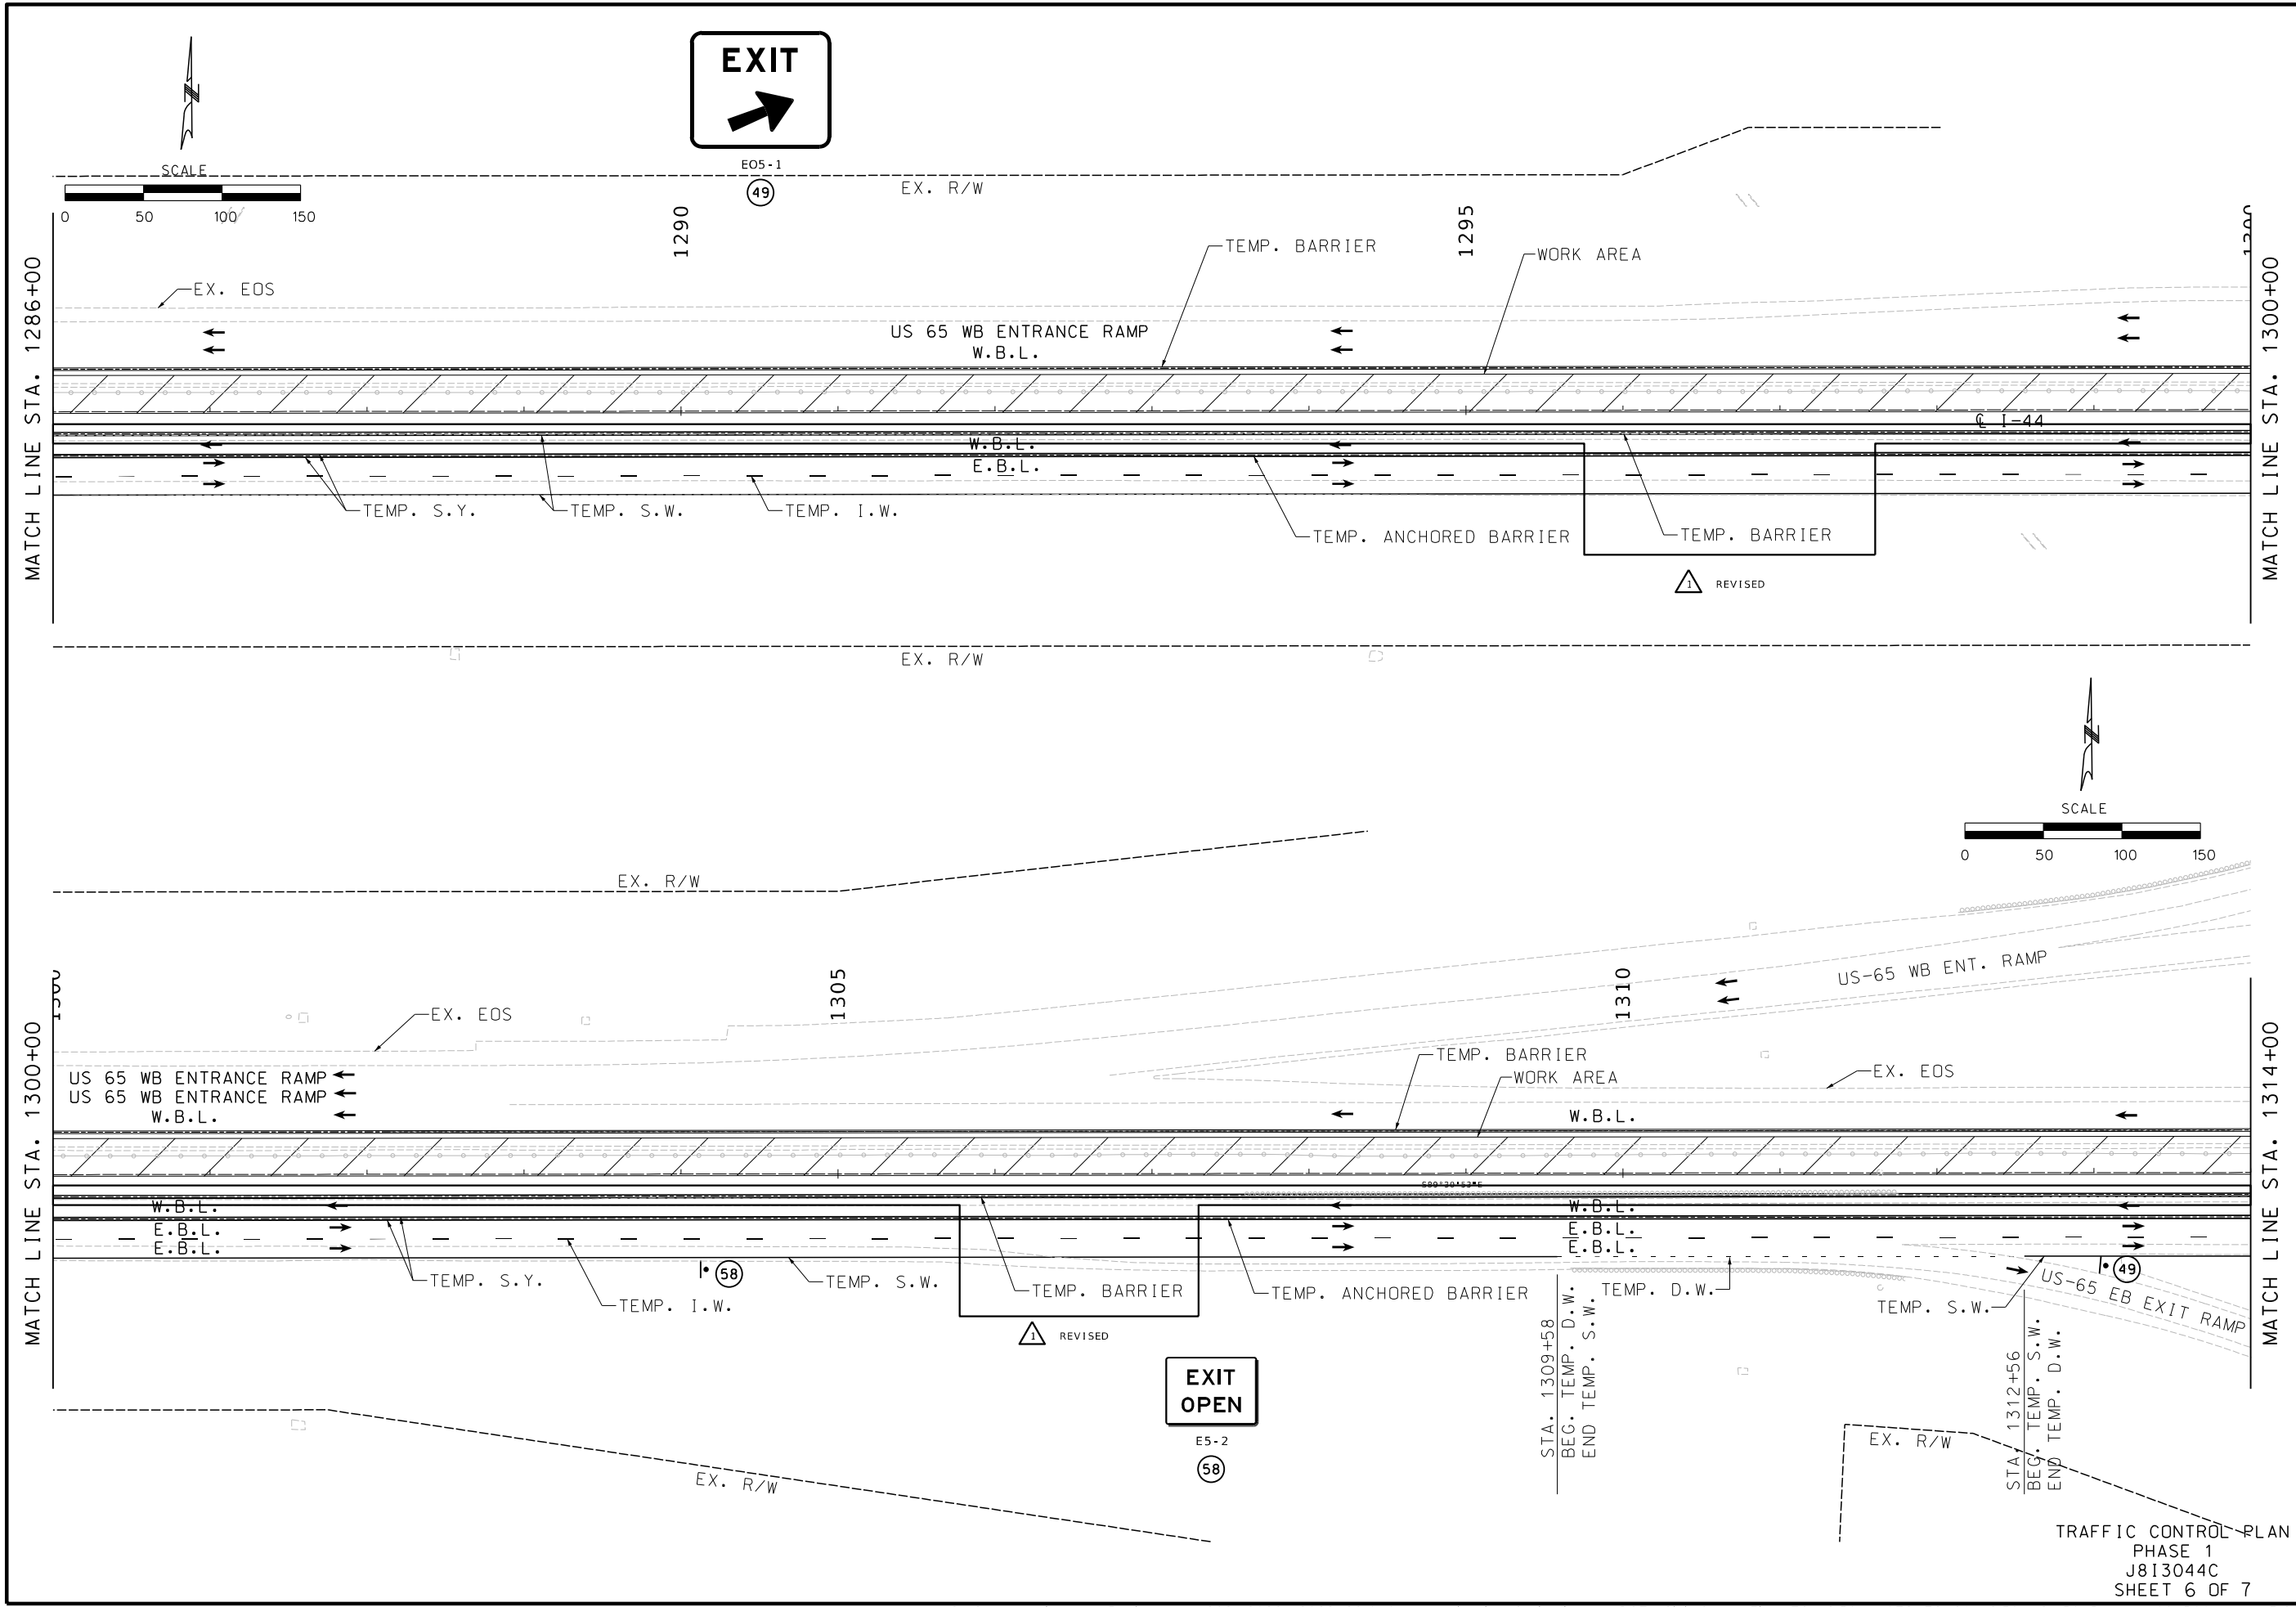 EXIT
EO5-1
49
SCALE
0 50 100 150
EX. R/W
1290
1295
1300
TEMP. BARRIER
WORK AREA
EX. EOS
MATCH LINE STA. 1286+00
MATCH LINE STA. 1300+00
US 65 WB ENTRANCE RAMP
W.B.L.
℄ I-44
W.B.L.
E.B.L.
TEMP. S.Y.
TEMP. S.W.
TEMP. I.W.
TEMP. ANCHORED BARRIER
TEMP. BARRIER
1 REVISED
EX. R/W
SCALE
0 50 100 150
EX. R/W
1300
1305
1310
US-65 WB ENT. RAMP
EX. EOS
TEMP. BARRIER
WORK AREA
EX. EOS
MATCH LINE STA. 1300+00
MATCH LINE STA. 1314+00
US 65 WB ENTRANCE RAMP
US 65 WB ENTRANCE RAMP
W.B.L.
W.B.L.
W.B.L.
E.B.L.
E.B.L.
W.B.L.
E.B.L.
E.B.L.
58
49
TEMP. S.Y.
TEMP. I.W.
TEMP. S.W.
TEMP. BARRIER
TEMP. ANCHORED BARRIER
TEMP. D.W.
TEMP. S.W.
US-65 EB EXIT RAMP
1 REVISED
STA. 1309+58
BEG. TEMP. D.W.
END TEMP. S.W.
STA. 1312+56
BEG. TEMP. S.W.
END TEMP. D.W.
EXIT
OPEN
E5-2
58
EX. R/W
EX. R/W
TRAFFIC CONTROL PLAN
PHASE 1
J8I3044C
SHEET 6 OF 7